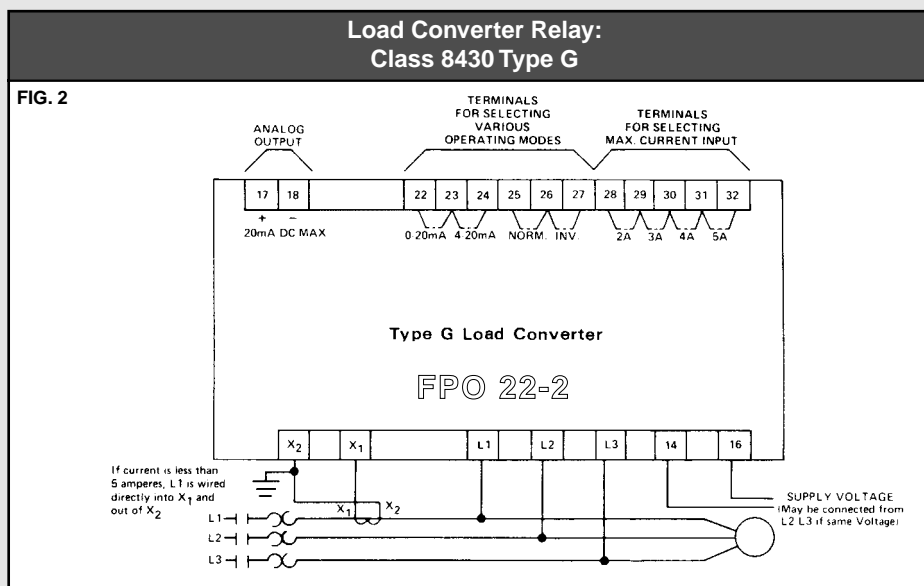 Load Converter Relay:
Class 8430 Type G
FIG. 2
TERMINALS
FOR SELECTING
VARIOUS
OPERATING MODES
TERMINALS
FOR SELECTING
MAX. CURRENT INPUT
ANALOG
OUTPUT
17 18 22 23 24 25 26 27 28 29 30 31 32
+ −
20mA DC MAX 0-20mA 4-20mA NORM. INV. 2A 3A 4A 5A
Type G Load Converter
FPO 22-2
X2 X1 L1 L2 L3 14 16
If current is less than
5 amperes, L1 is wired
directly into X1 and
out of X2
X1 X2
SUPPLY VOLTAGE
(May be connected from
L2 L3 if same Voltage)
L1
L2
L3